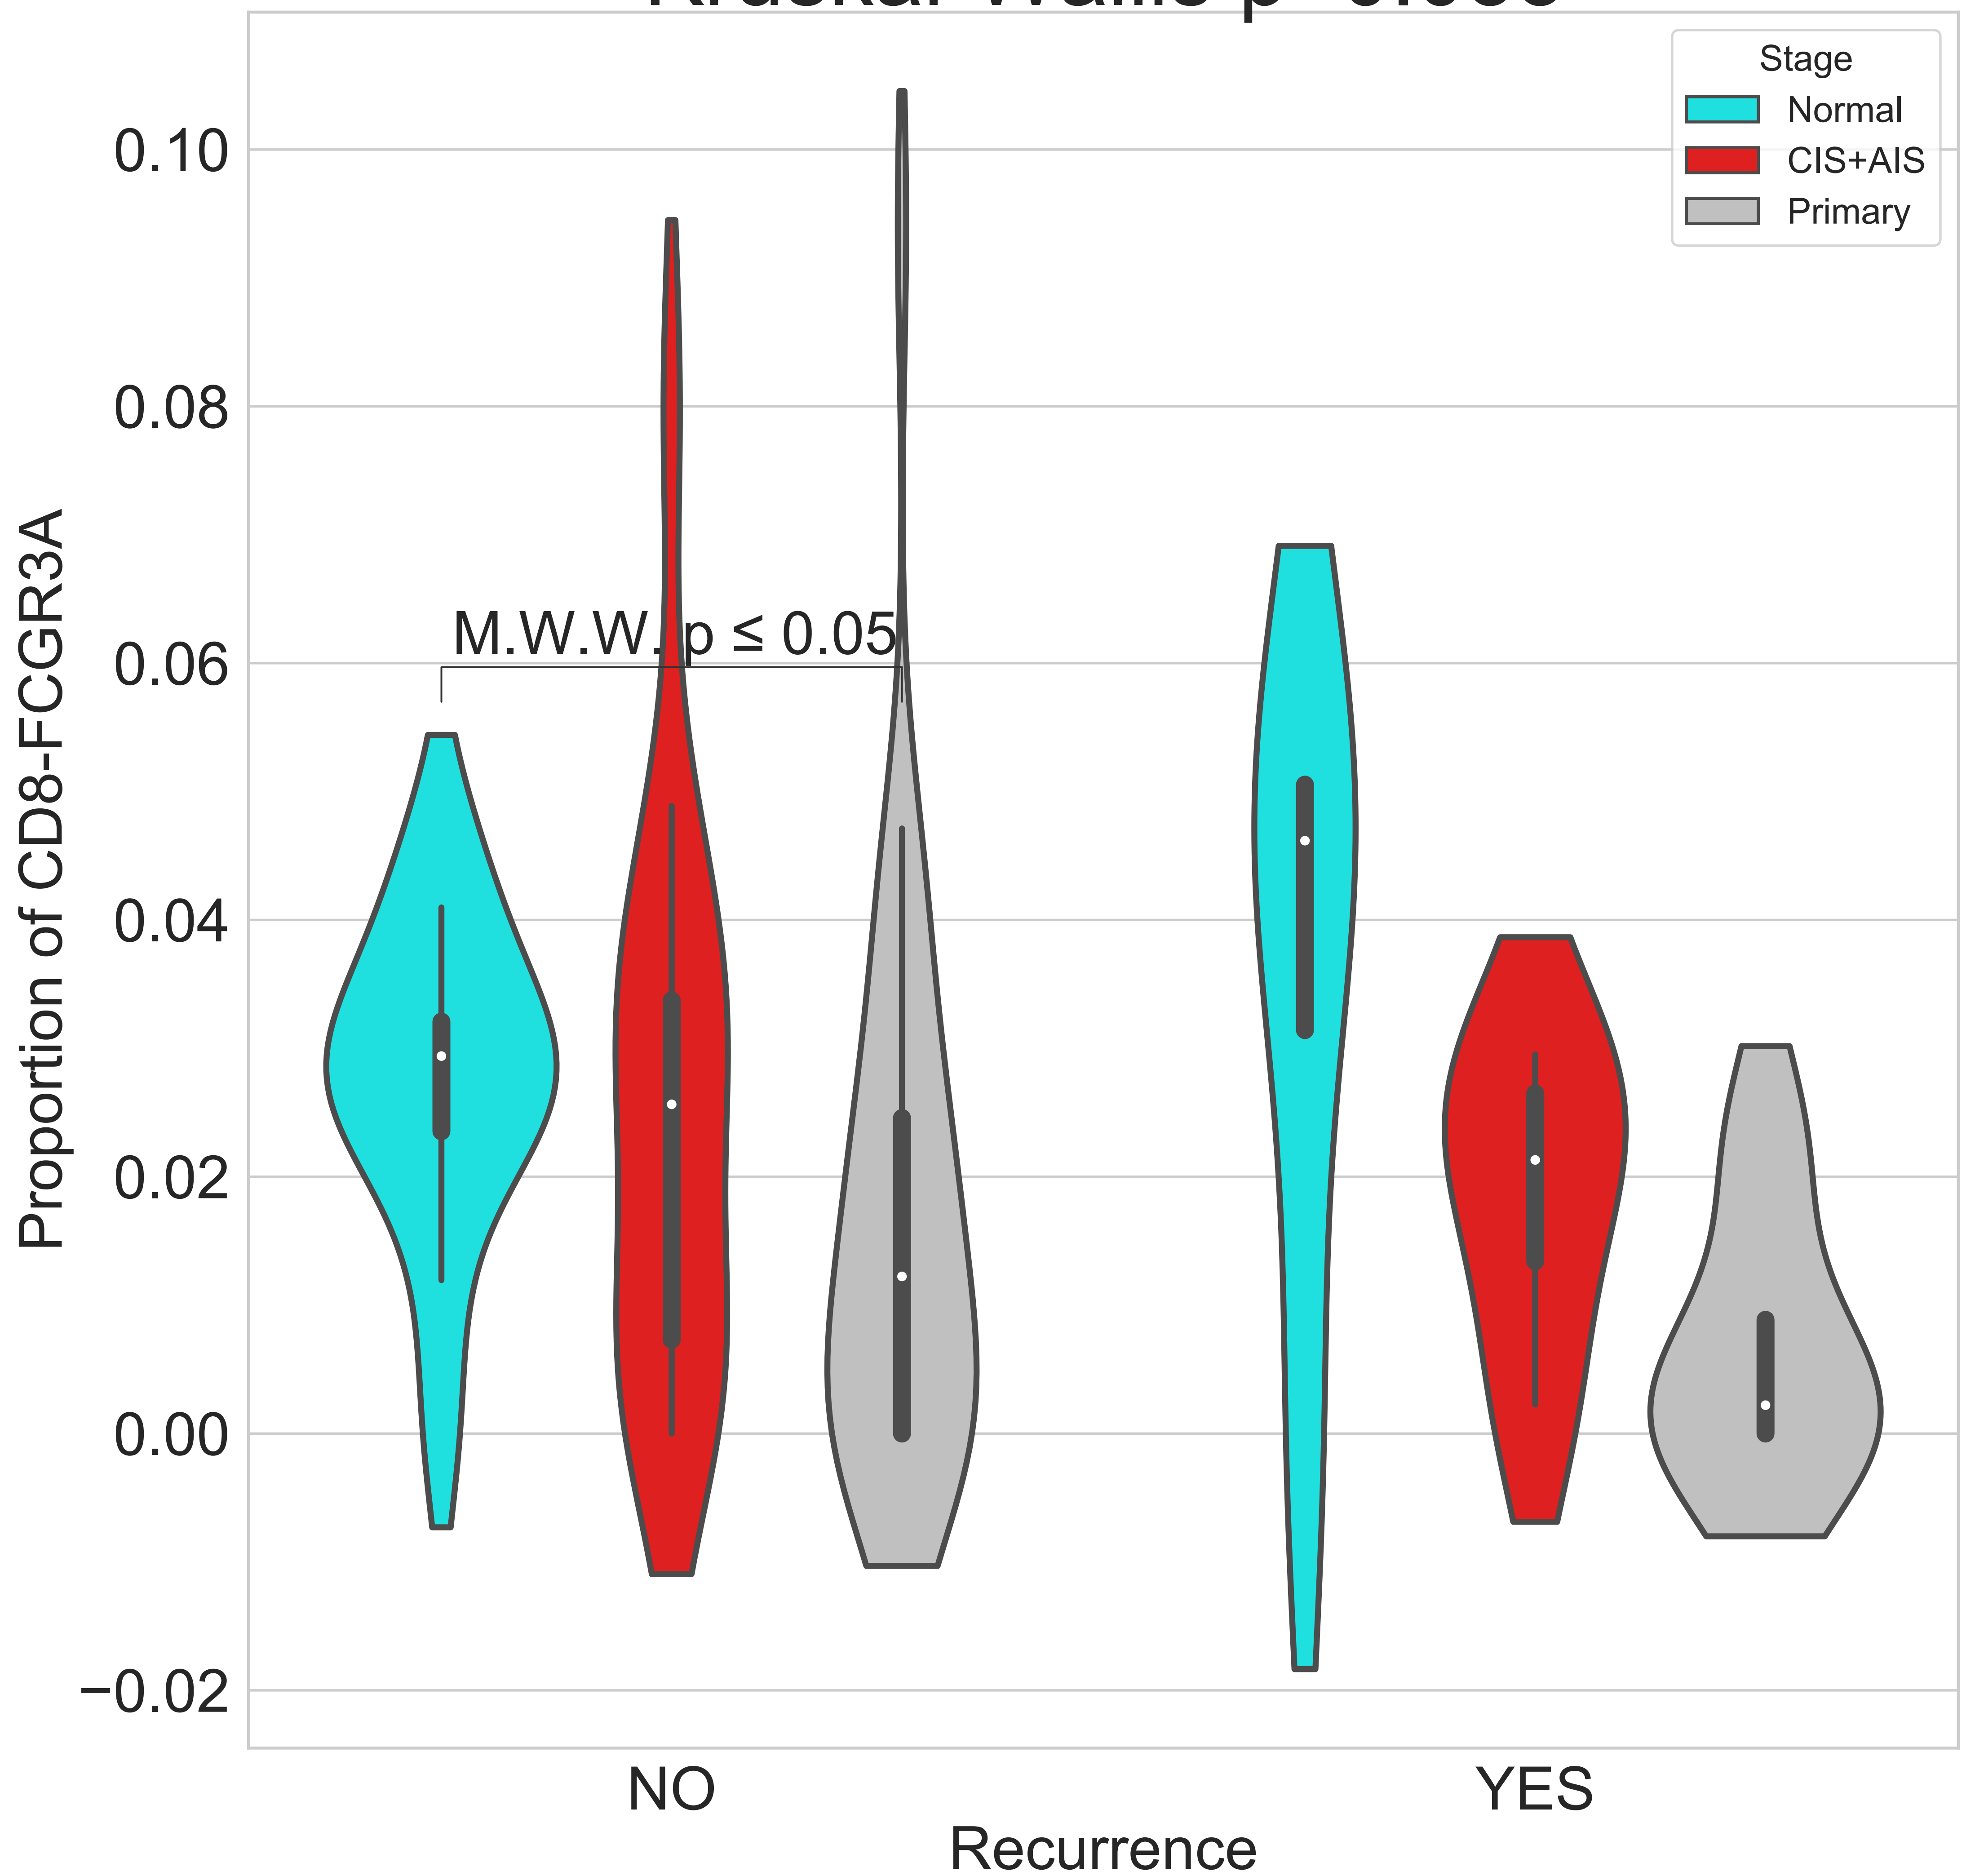 Stage
Normal
CIS+AIS
Primary
0.10
0.08
0.06
0.04
0.02
0.00
−0.02
Proportion of CD8-FCGR3A
M.W.W. p ≤ 0.05
NO
YES
Recurrence